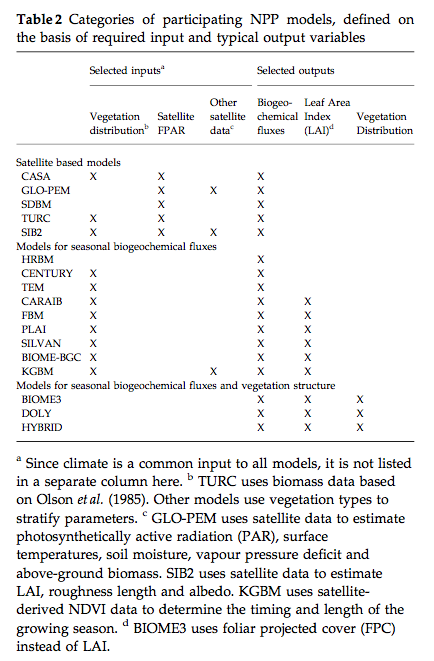 Table 2 Categories of participating NPP models, defined on
the basis of required input and typical output variables
Selected inputsᵃ Selected outputs
Vegetation distributionᵇ Satellite FPAR Other satellite dataᶜ Biogeo-chemical fluxes Leaf Area Index (LAI)ᵈ Vegetation Distribution
Satellite based models
CASA X X X
GLO-PEM X X X
SDBM X X
TURC X X X
SIB2 X X X X
Models for seasonal biogeochemical fluxes
HRBM X
CENTURY X X
TEM X X
CARAIB X X X
FBM X X X
PLAI X X X
SILVAN X X X
BIOME-BGC X X X
KGBM X X X X
Models for seasonal biogeochemical fluxes and vegetation structure
BIOME3 X X X
DOLY X X X
HYBRID X X X
ᵃ Since climate is a common input to all models, it is not listed
in a separate column here. ᵇ TURC uses biomass data based
on Olson et al. (1985). Other models use vegetation types to
stratify parameters. ᶜ GLO-PEM uses satellite data to estimate
photosynthetically active radiation (PAR), surface
temperatures, soil moisture, vapour pressure deficit and
above-ground biomass. SIB2 uses satellite data to estimate
LAI, roughness length and albedo. KGBM uses satellite-
derived NDVI data to determine the timing and length of the
growing season. ᵈ BIOME3 uses foliar projected cover (FPC)
instead of LAI.